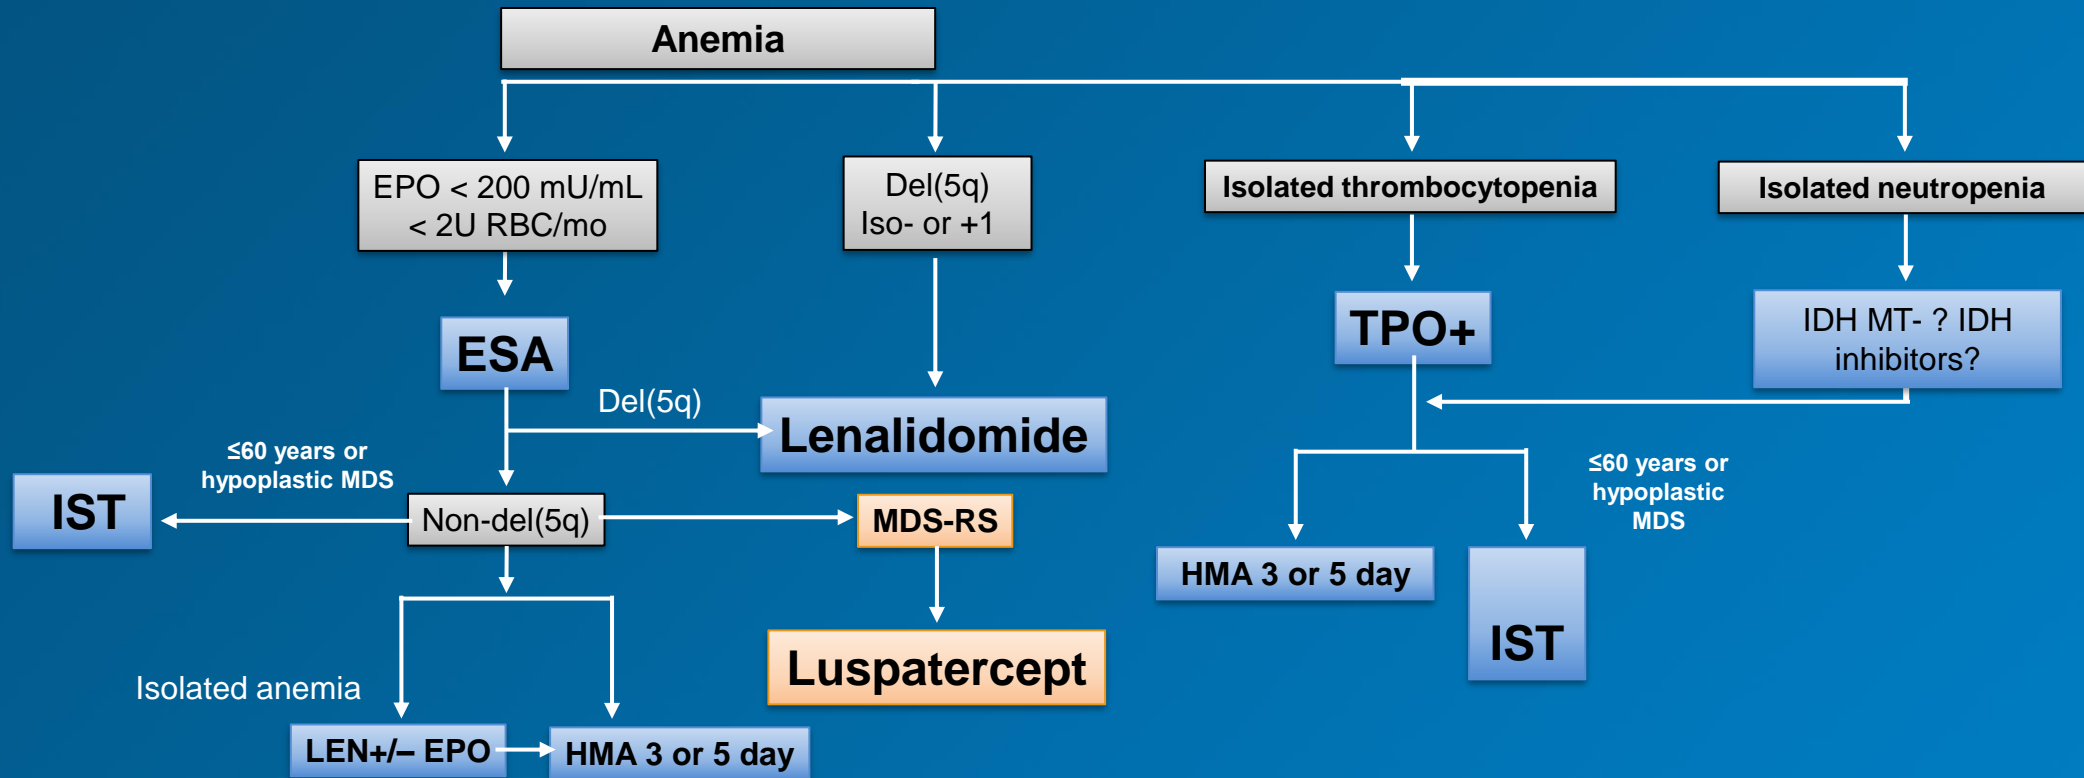 Anemia
EPO < 200 mU/mL
< 2U RBC/mo
Del(5q)
Iso- or +1
Isolated thrombocytopenia
Isolated neutropenia
ESA
TPO+
IDH MT- ? IDH
inhibitors?
Del(5q)
Lenalidomide
≤60 years or
hypoplastic MDS
IST
Non-del(5q)
MDS-RS
≤60 years or
hypoplastic
MDS
HMA 3 or 5 day
IST
Luspatercept
Isolated anemia
LEN+/– EPO
HMA 3 or 5 day